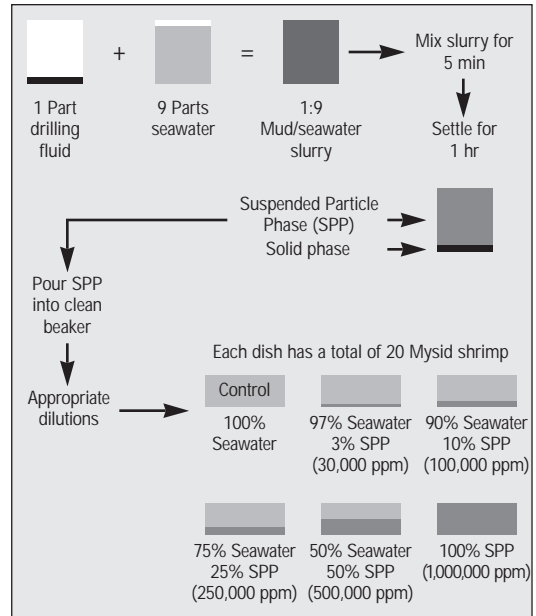 +
=
1 Part
drilling
fluid
9 Parts
seawater
1:9
Mud/seawater
slurry
Mix slurry for
5 min
Settle for
1 hr
Suspended Particle
Phase (SPP)
Solid phase
Pour SPP
into clean
beaker
Appropriate
dilutions
Each dish has a total of 20 Mysid shrimp
Control
100%
Seawater
97% Seawater
3% SPP
(30,000 ppm)
90% Seawater
10% SPP
(100,000 ppm)
75% Seawater
25% SPP
(250,000 ppm)
50% Seawater
50% SPP
(500,000 ppm)
100% SPP
(1,000,000 ppm)